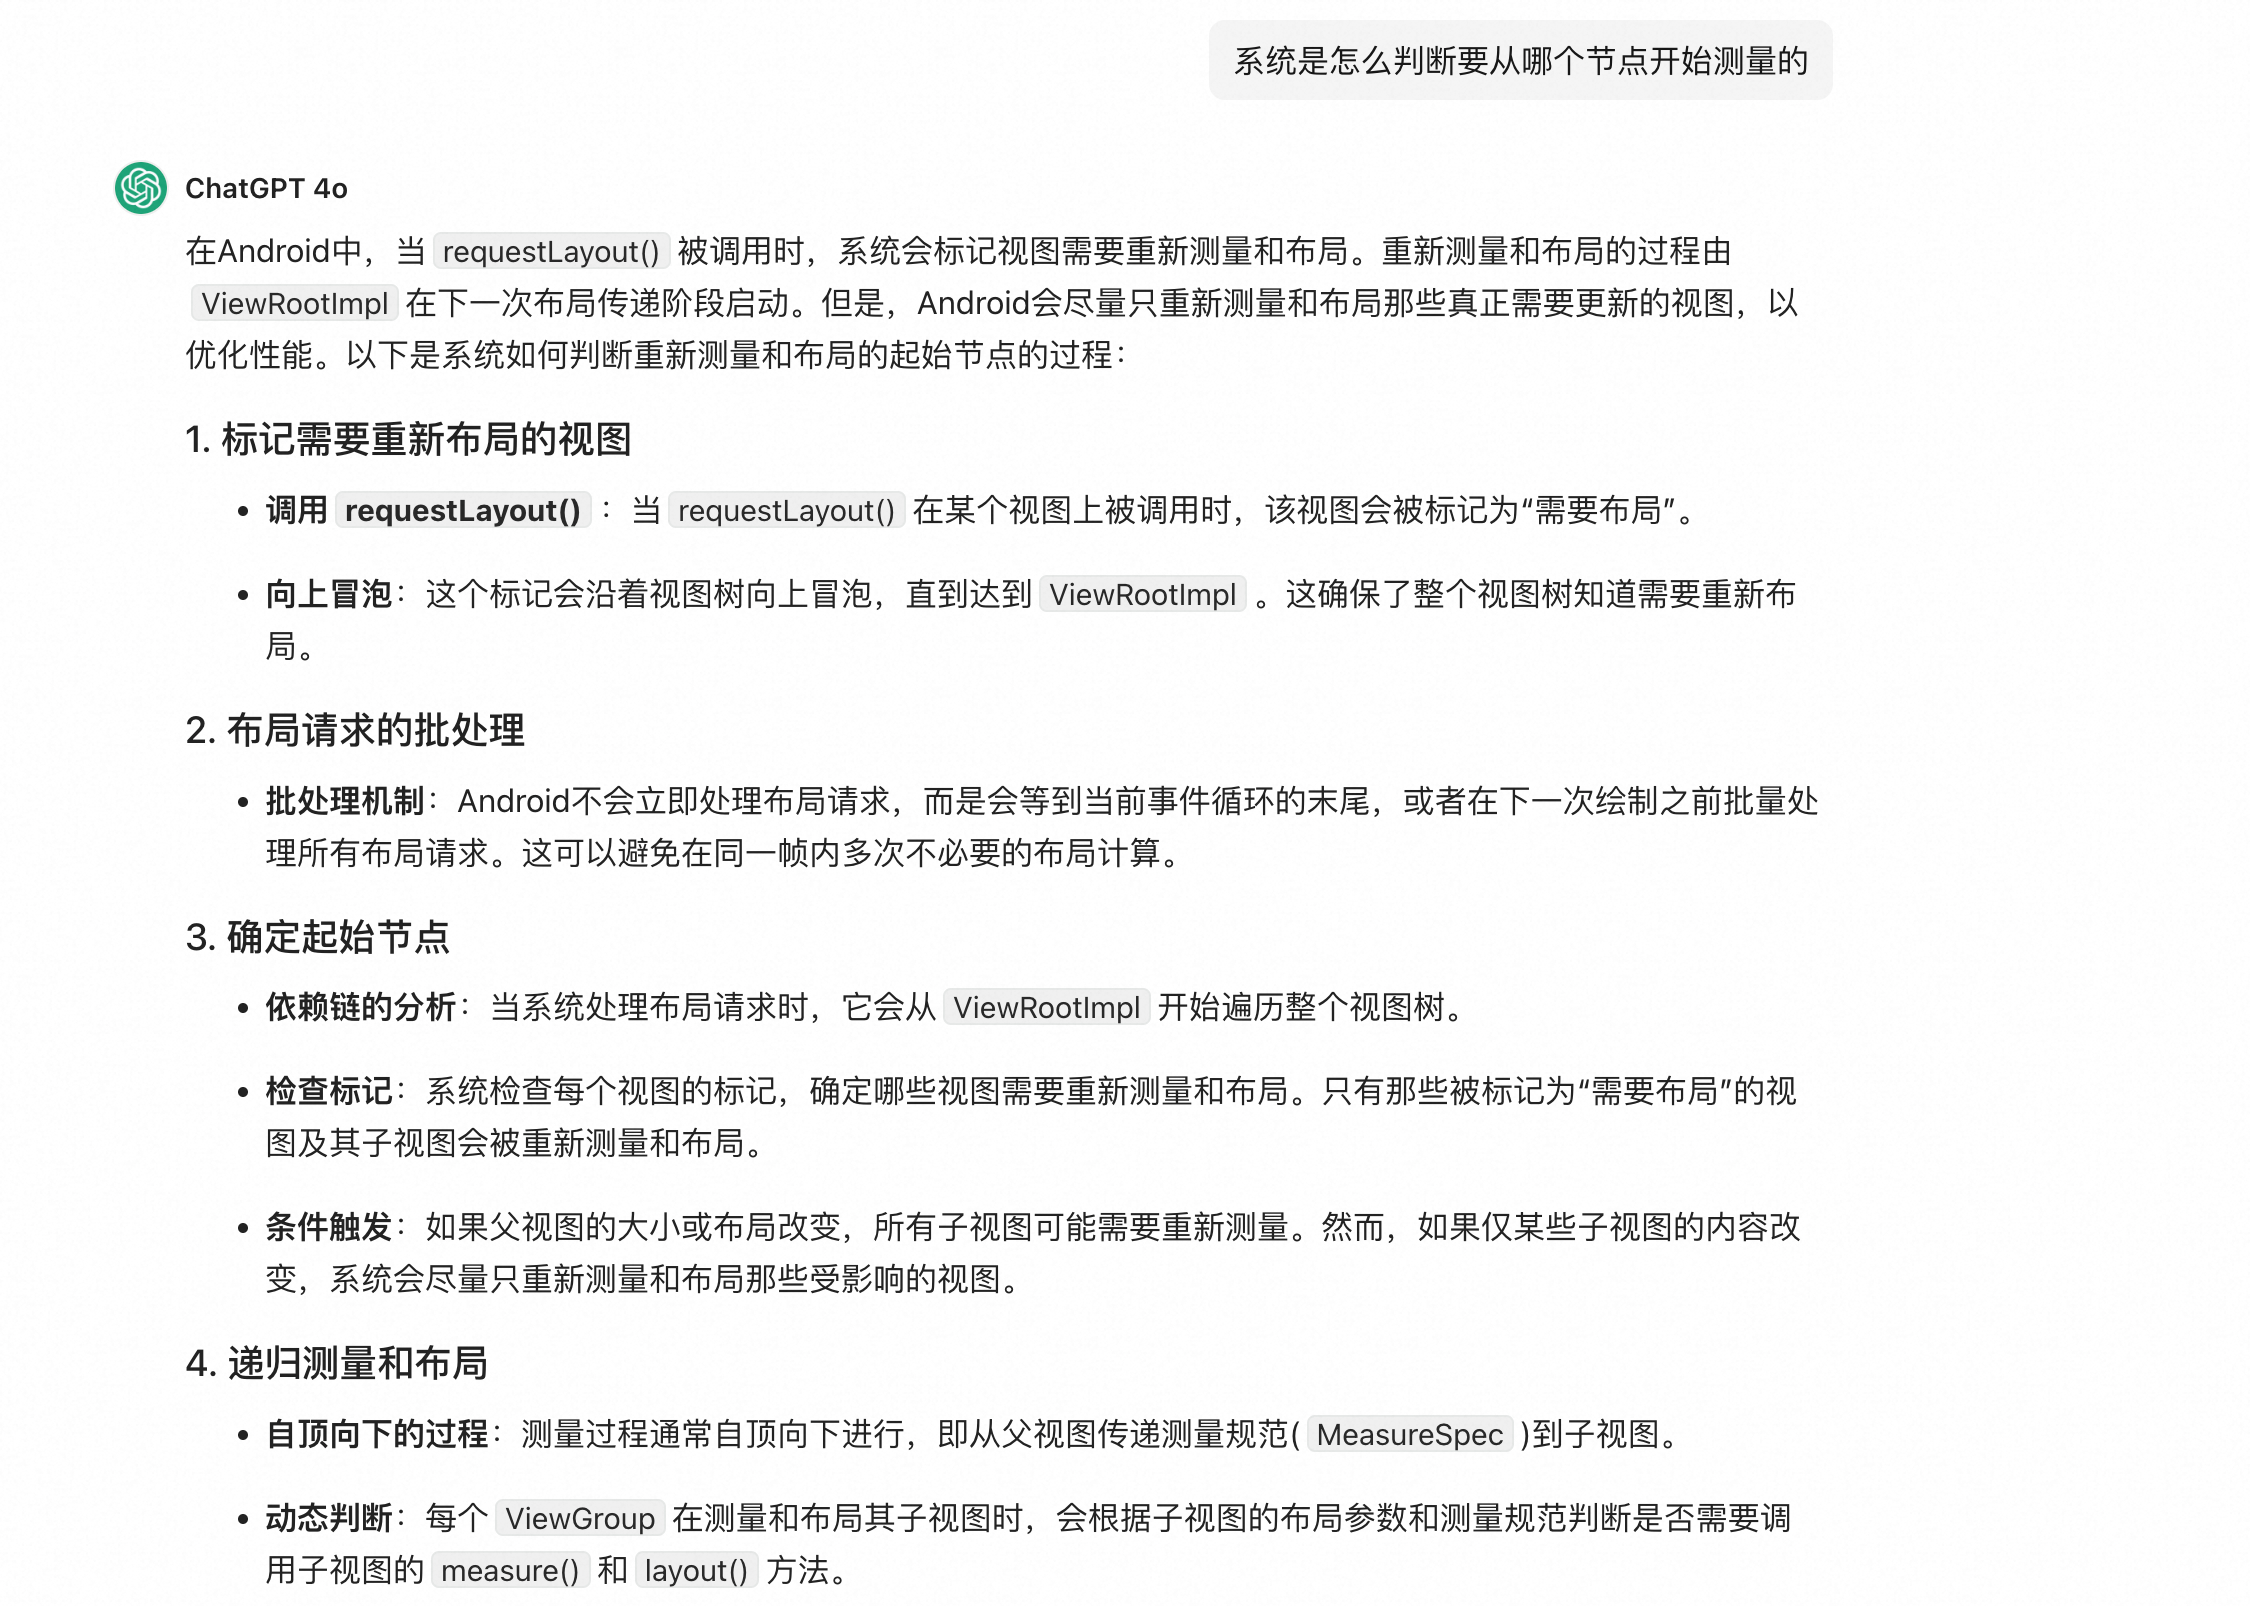 系统是怎么判断要从哪个节点开始测量的
ChatGPT 4o
在Android中，当 requestLayout() 被调用时，系统会标记视图需要重新测量和布局。重新测量和布局的过程由
ViewRootImpl 在下一次布局传递阶段启动。但是，Android会尽量只重新测量和布局那些真正需要更新的视图，以
优化性能。以下是系统如何判断重新测量和布局的起始节点的过程：
1. 标记需要重新布局的视图
• 调用 requestLayout() ：当 requestLayout() 在某个视图上被调用时，该视图会被标记为“需要布局”。
• 向上冒泡：这个标记会沿着视图树向上冒泡，直到达到 ViewRootImpl 。这确保了整个视图树知道需要重新布
局。
2. 布局请求的批处理
• 批处理机制：Android不会立即处理布局请求，而是会等到当前事件循环的末尾，或者在下一次绘制之前批量处
理所有布局请求。这可以避免在同一帧内多次不必要的布局计算。
3. 确定起始节点
• 依赖链的分析：当系统处理布局请求时，它会从 ViewRootImpl 开始遍历整个视图树。
• 检查标记：系统检查每个视图的标记，确定哪些视图需要重新测量和布局。只有那些被标记为“需要布局”的视
图及其子视图会被重新测量和布局。
• 条件触发：如果父视图的大小或布局改变，所有子视图可能需要重新测量。然而，如果仅某些子视图的内容改
变，系统会尽量只重新测量和布局那些受影响的视图。
4. 递归测量和布局
• 自顶向下的过程：测量过程通常自顶向下进行，即从父视图传递测量规范( MeasureSpec )到子视图。
• 动态判断：每个 ViewGroup 在测量和布局其子视图时，会根据子视图的布局参数和测量规范判断是否需要调
用子视图的 measure() 和 layout() 方法。